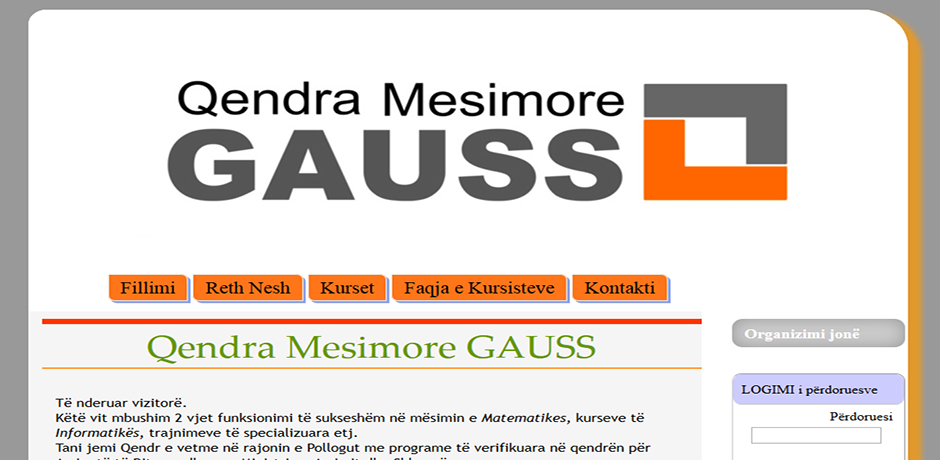 Qendra Mesimore
GAUSS
Fillimi Reth Nesh Kurset Faqja e Kursisteve Kontakti
Qendra Mesimore GAUSS
Të nderuar vizitorë.
Këtë vit mbushim 2 vjet funksionimi të sukseshëm në mësimin e Matematikes, kurseve të
Informatikës, trajnimeve të specializuara etj.
Tani jemi Qendr e vetme në rajonin e Pollogut me programe të verifikuara në qendrën për
Organizimi jonë
LOGIMI i përdoruesve
Përdoruesi